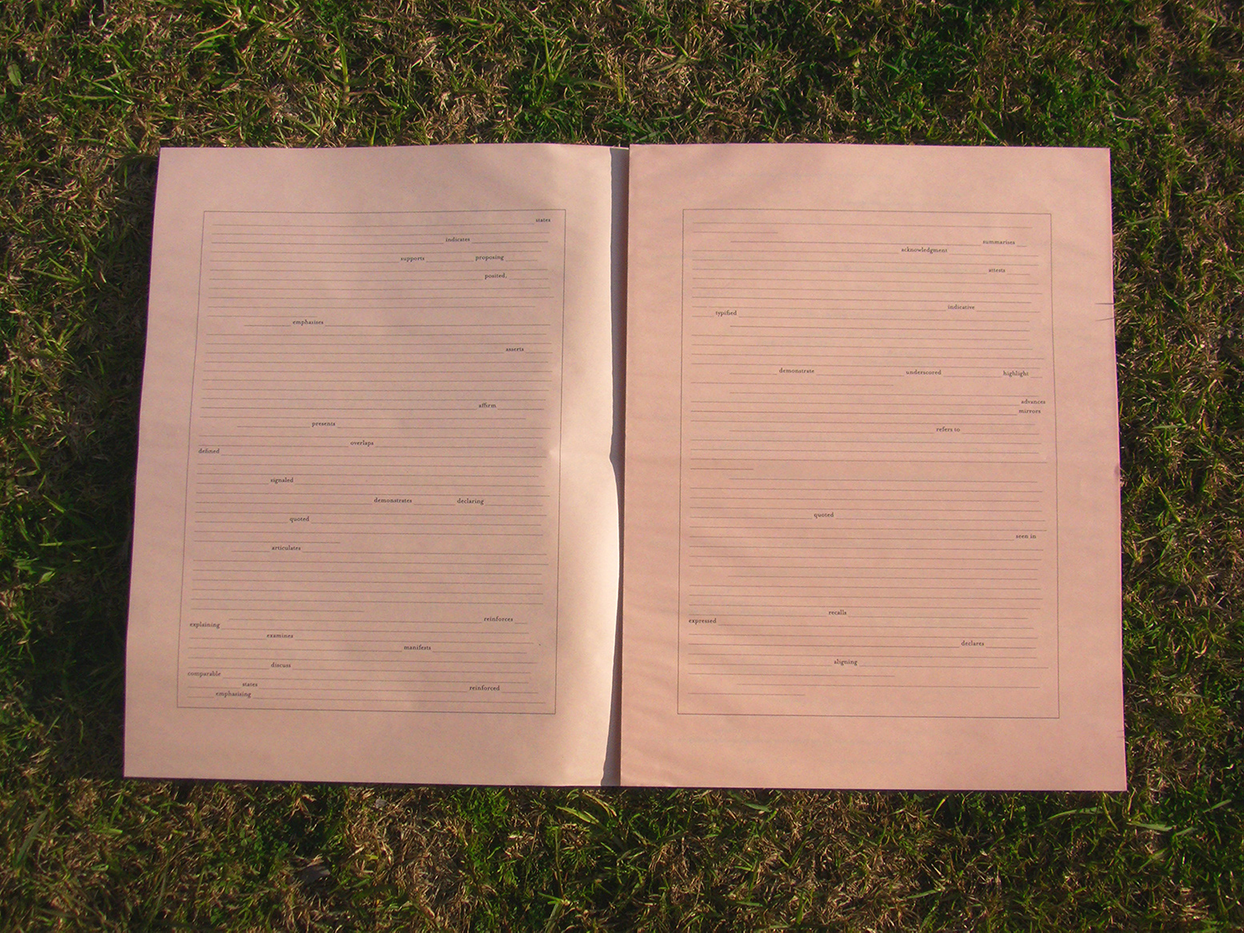 states
indicates
supports proposing
posited,
emphasizes
asserts
affirm
presents
overlaps
defined
signaled
demonstrates declaring
quoted
articulates
reinforces
explaining
examines
manifests
discuss
comparable
states
emphasizing reinforced
summarizes
acknowledgment
attests
indicative
typified
demonstrate underscored highlight
advances
mirrors
refers to
quoted
seen in
recalls
expressed
declares
aligning